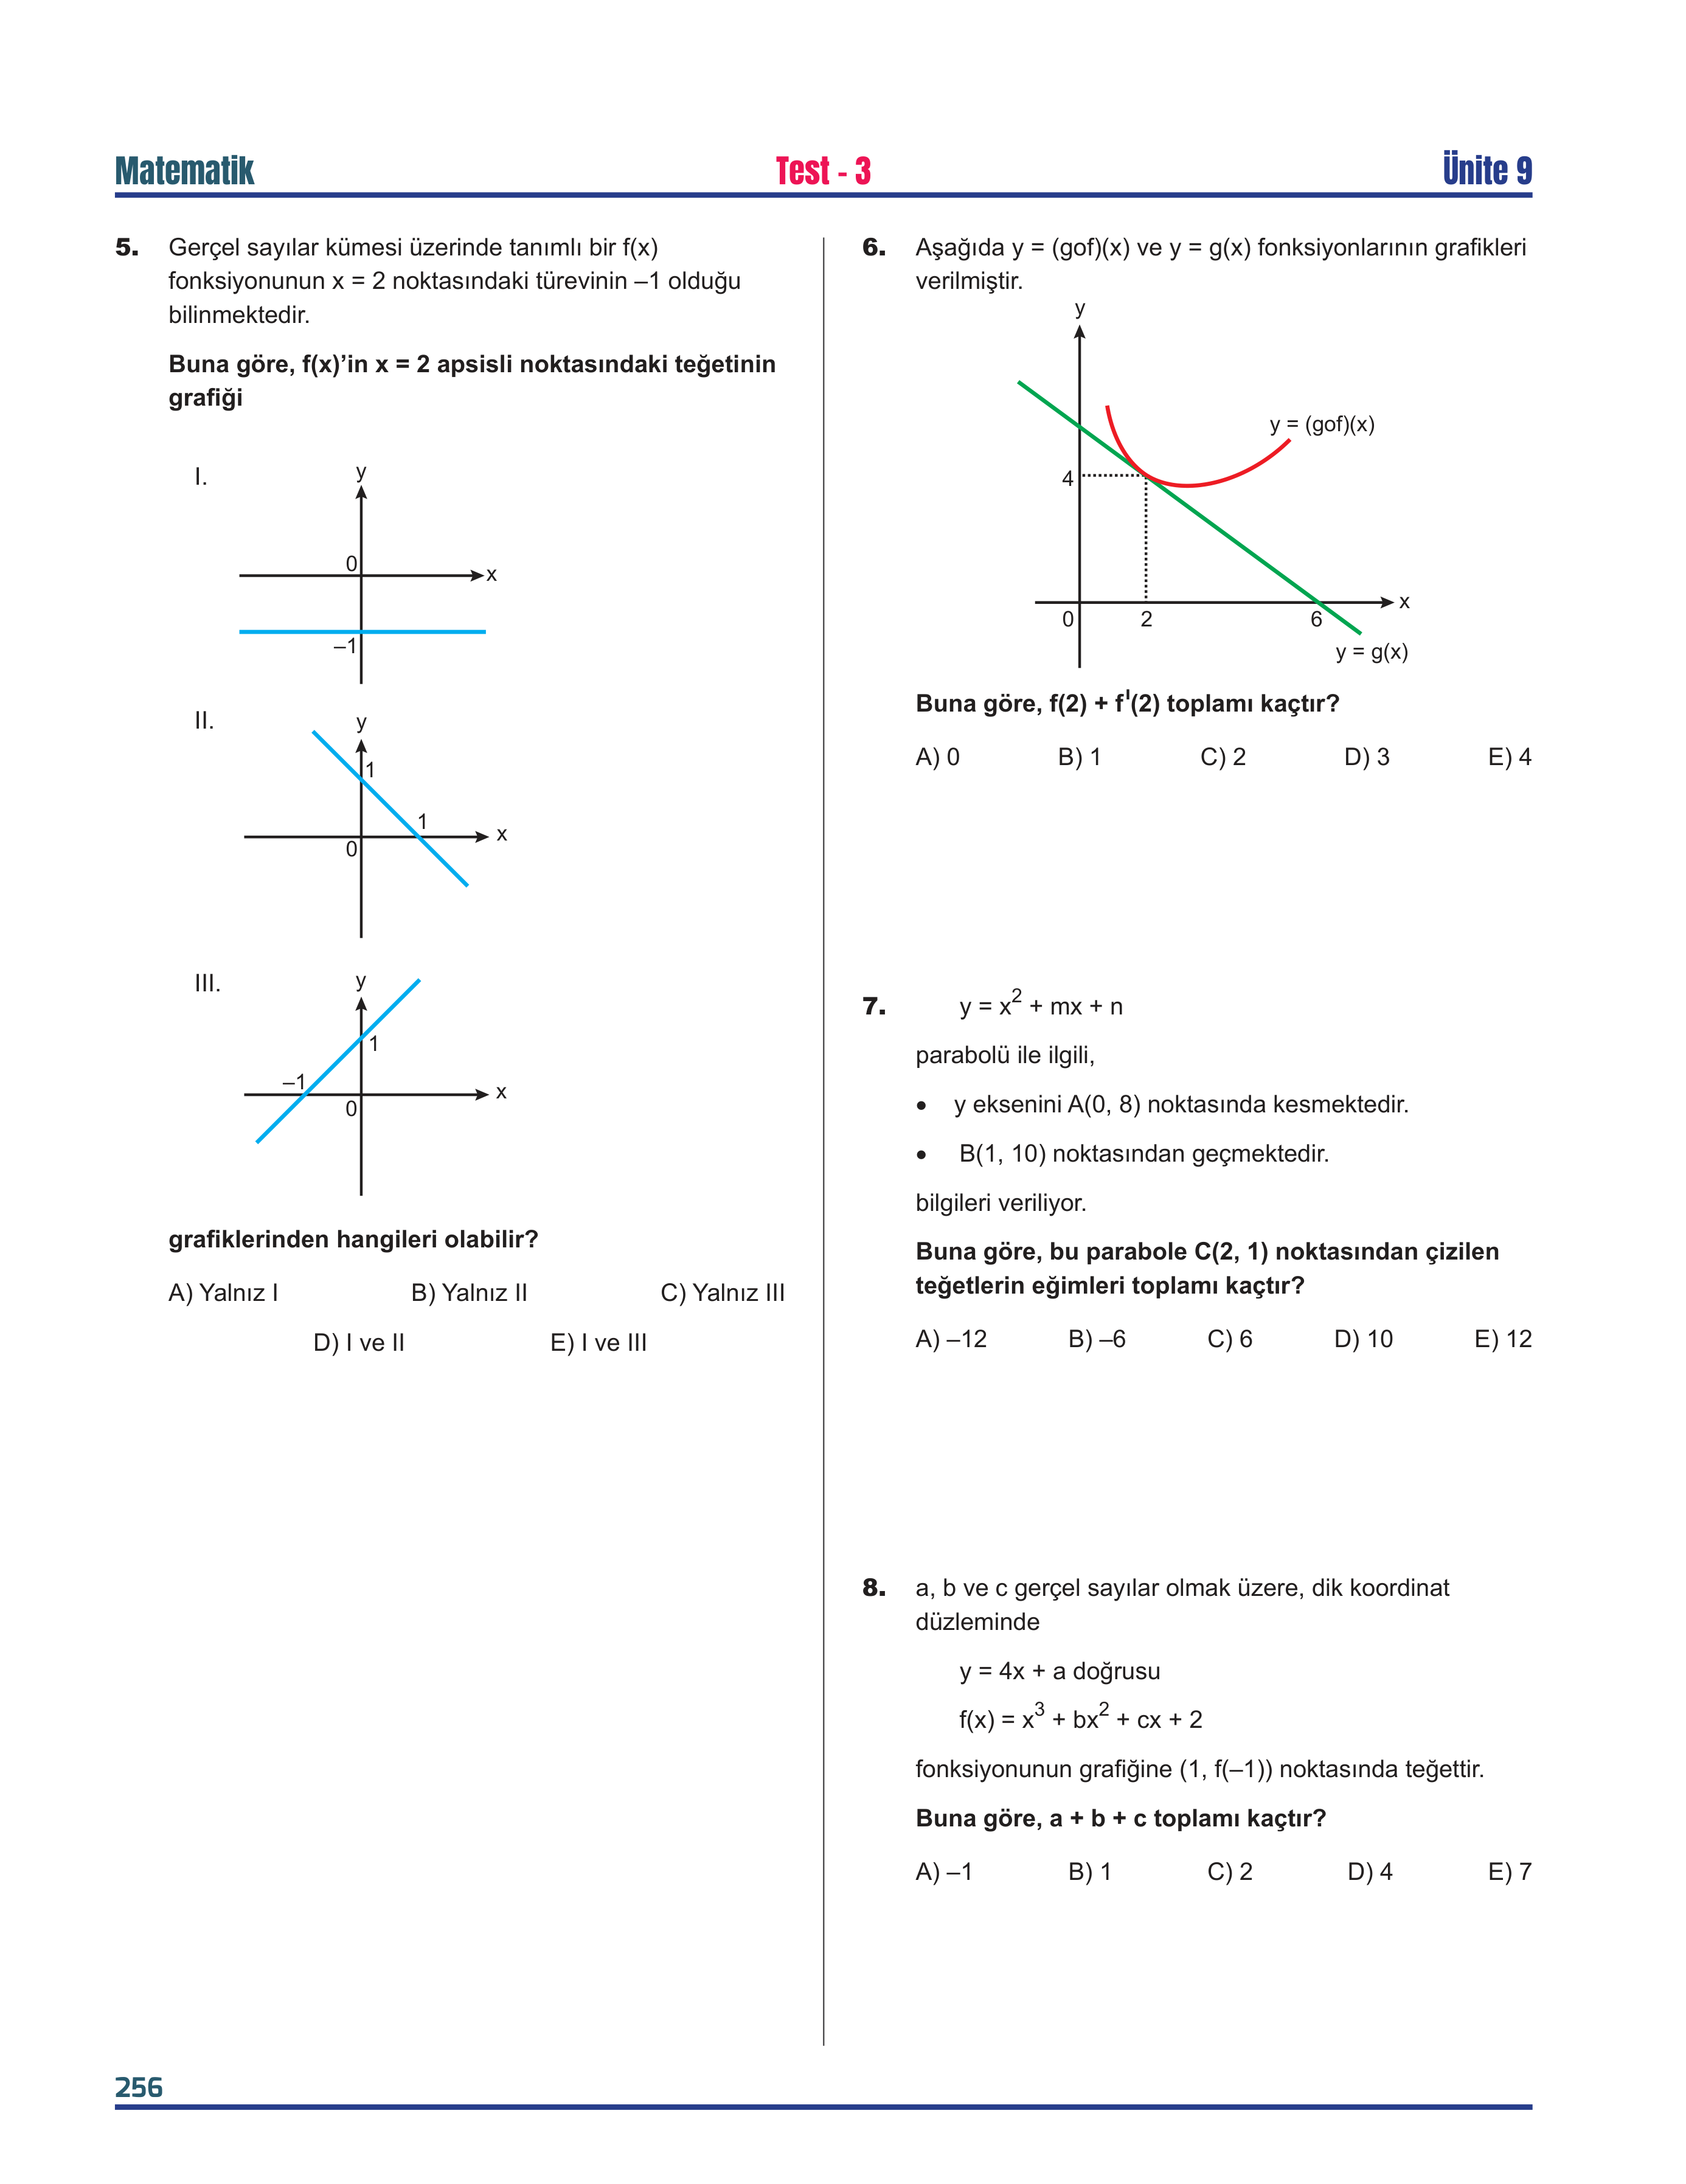 Matematik Test - 3 Ünite 9
5. Gerçel sayılar kümesi üzerinde tanımlı bir f(x)
fonksiyonunun x = 2 noktasındaki türevinin –1 olduğu
bilinmektedir.
Buna göre, f(x)’in x = 2 apsisli noktasındaki teğetinin
grafiği
I.
y
0
x
–1
II.
y
1
1
x
0
III.
y
1
–1
x
0
grafiklerinden hangileri olabilir?
A) Yalnız I B) Yalnız II C) Yalnız III
D) I ve II E) I ve III
6. Aşağıda y = (gof)(x) ve y = g(x) fonksiyonlarının grafikleri
verilmiştir.
y
y = (gof)(x)
4
x
0 2 6
y = g(x)
Buna göre, f(2) + f'(2) toplamı kaçtır?
A) 0 B) 1 C) 2 D) 3 E) 4
7. y = x² + mx + n
parabolü ile ilgili,
• y eksenini A(0, 8) noktasında kesmektedir.
• B(1, 10) noktasından geçmektedir.
bilgileri veriliyor.
Buna göre, bu parabole C(2, 1) noktasından çizilen
teğetlerin eğimleri toplamı kaçtır?
A) –12 B) –6 C) 6 D) 10 E) 12
8. a, b ve c gerçel sayılar olmak üzere, dik koordinat
düzleminde
y = 4x + a doğrusu
f(x) = x³ + bx² + cx + 2
fonksiyonunun grafiğine (1, f(–1)) noktasında teğettir.
Buna göre, a + b + c toplamı kaçtır?
A) –1 B) 1 C) 2 D) 4 E) 7
256